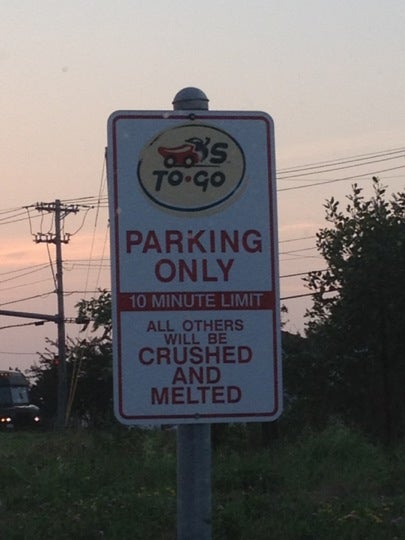 'S
TO•GO
PARKING
ONLY
10 MINUTE LIMIT
ALL OTHERS
WILL BE
CRUSHED
AND
MELTED